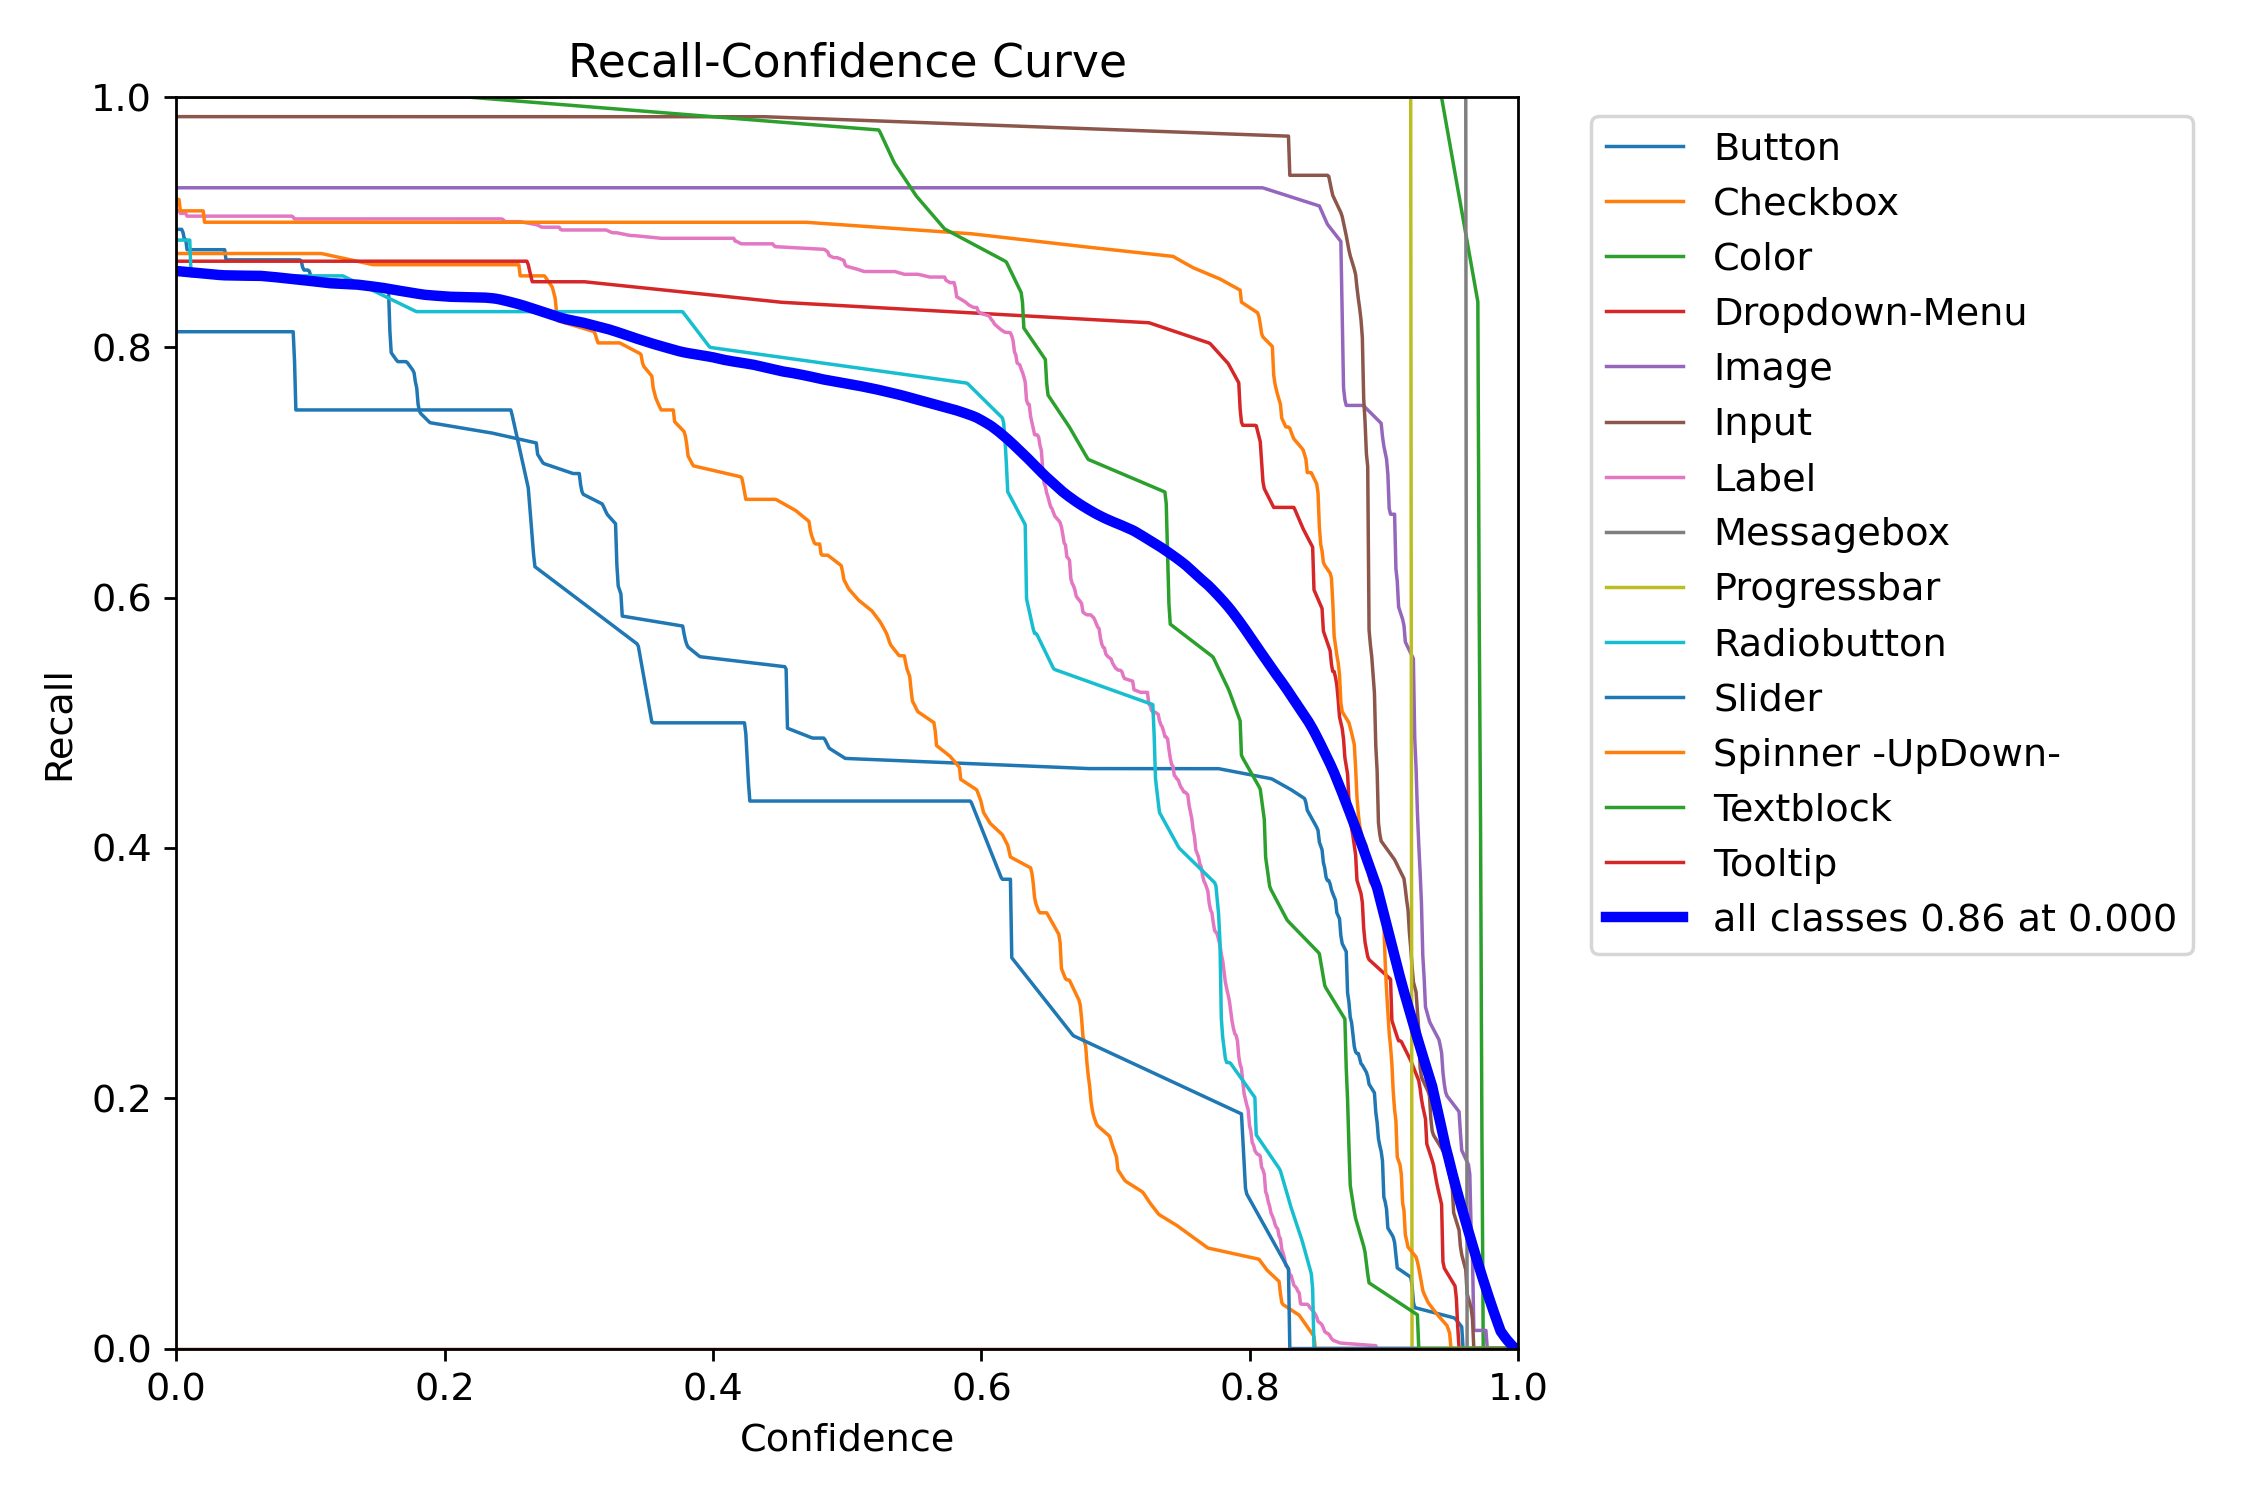 Recall-Confidence Curve
1.0
0.8
0.6
0.4
0.2
0.0
Recall
0.0 0.2 0.4 0.6 0.8 1.0
Confidence
Button
Checkbox
Color
Dropdown-Menu
Image
Input
Label
Messagebox
Progressbar
Radiobutton
Slider
Spinner -UpDown-
Textblock
Tooltip
all classes 0.86 at 0.000